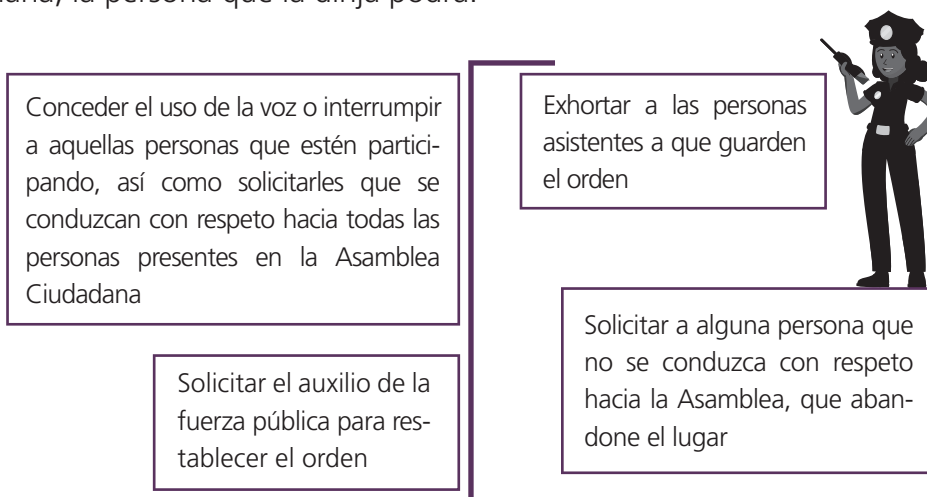 la persona que la dirija podrá:
Conceder el uso de la voz o interrumpir
a aquellas personas que estén partici-
pando, así como solicitarles que se
conduzcan con respeto hacia todas las
personas presentes en la Asamblea
Ciudadana
Exhortar a las personas
asistentes a que guarden
el orden
Solicitar el auxilio de la
fuerza pública para res-
tablecer el orden
Solicitar a alguna persona que
no se conduzca con respeto
hacia la Asamblea, que aban-
done el lugar